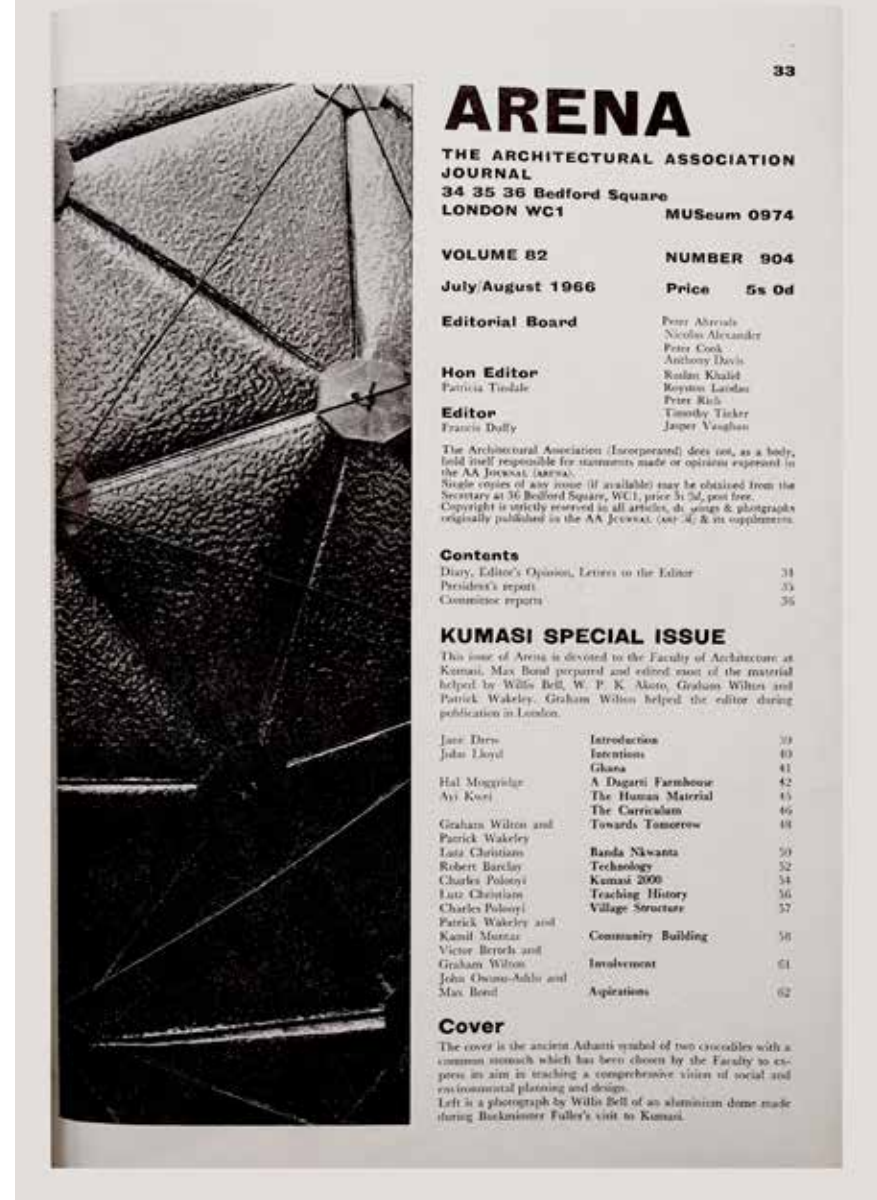 33
ARENA
THE ARCHITECTURAL ASSOCIATION
JOURNAL
34 35 36 Bedford Square
LONDON WC1 MUSeum 0974
VOLUME 82 NUMBER 904
July/August 1966 Price 5s 0d
Editorial Board
Peter Ahrends
Nicolas Alexander
Peter Cook
Anthony Davis
Ruslan Khalid
Royston Landau
Peter Rich
Timothy Tinker
Jasper Vaughan
Hon Editor
Patricia Tindale
Editor
Francis Duffy
The Architectural Association (Incorporated) does not, as a body,
hold itself responsible for statements made or opinions expressed in
the AA JOURNAL (ARENA).
Single copies of any issue (if available) may be obtained from the
Secretary at 36 Bedford Square, WC1, price post free.
Copyright is strictly reserved in all articles, & photgraphs
originally published in the AA JOURNAL & its supplements.
Contents
Diary, Editor's Opinion, Letters to the Editor 34
President's report 35
Committee reports 36
KUMASI SPECIAL ISSUE
This issue of Arena is devoted to the Faculty of Architecture at
Kumasi. Max Bond prepared and edited most of the material
helped by Willis Bell, W. P. K. Akoto, Graham Wilton and
Patrick Wakeley. Graham Wilton helped the editor during
publication in London.
Jane Drew Introduction 39
John Lloyd Intentions 40
Ghana 41
Hal Moggridge A Dagarti Farmhouse 42
Ayi Kwei The Human Material 45
The Curriculum 46
Graham Wilton and Towards Tomorrow 48
Patrick Wakeley
Lutz Christians Banda Nkwanta 50
Robert Barclay Technology 52
Charles Polonyi Kumasi 2000 54
Lutz Christians Teaching History 56
Charles Polonyi Village Structure 57
Patrick Wakeley and
Kamil Mumtaz Community Building 58
Victor and
Graham Wilton Involvement 61
John Owusu-Addo and
Max Bond Aspirations 62
Cover
The cover is the ancient Ashanti symbol of two crocodiles with a
common stomach which has been chosen by the Faculty to ex-
press its aim in teaching a comprehensive vision of social and
environmental planning and design.
Left is a photograph by Willis Bell of an aluminium dome made
during Buckminster Fuller's visit to Kumasi.